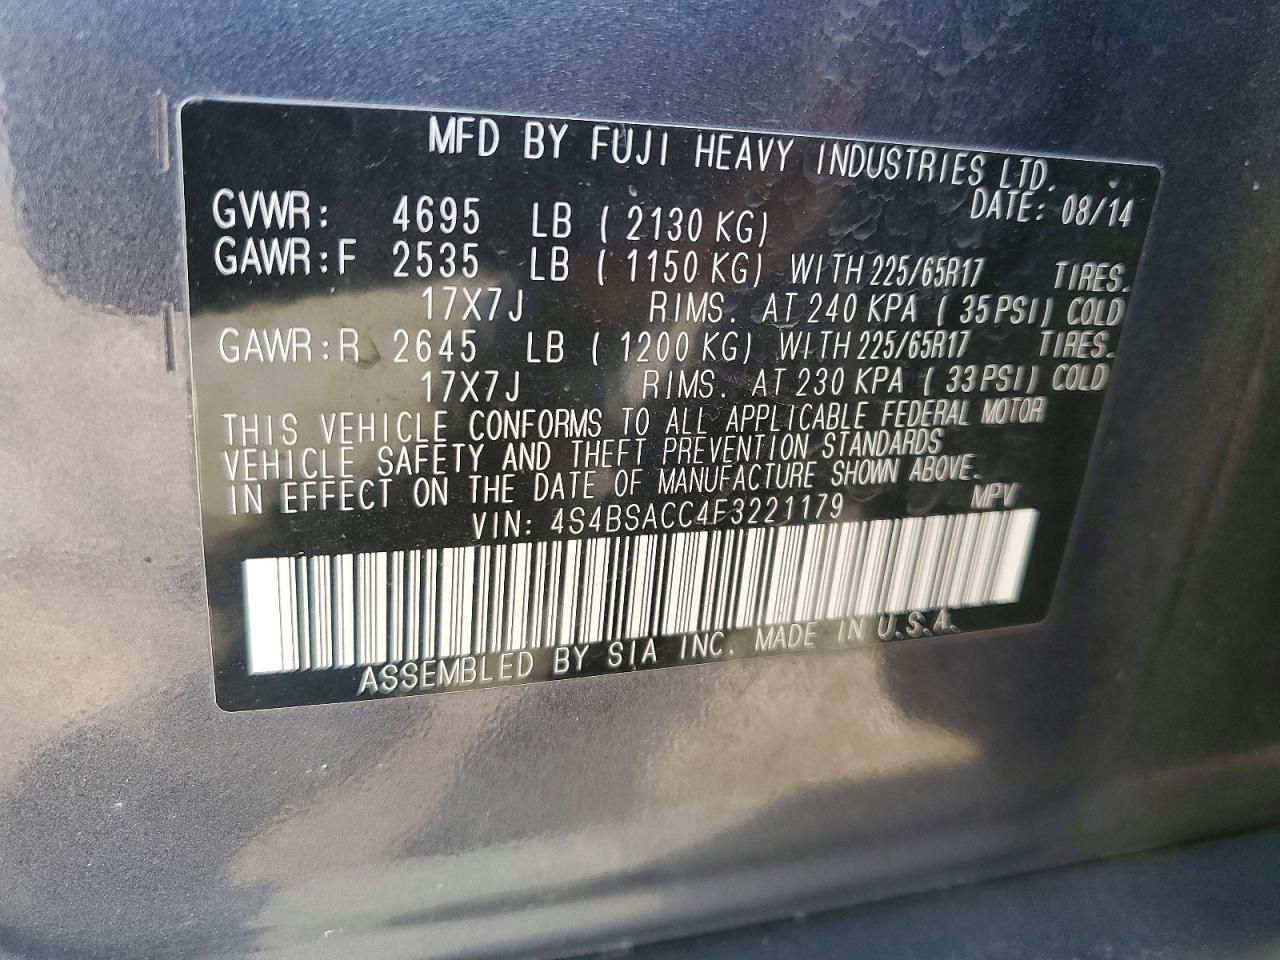 MFD BY FUJI HEAVY INDUSTRIES LTD.
DATE: 08/14
GVWR: 4695 LB ( 2130 KG)
GAWR:F 2535 LB ( 1150 KG) WITH 225/65R17 TIRES.
17X7J RIMS. AT 240 KPA ( 35 PSI) COLD
GAWR:R 2645 LB ( 1200 KG) WITH 225/65R17 TIRES.
17X7J RIMS. AT 230 KPA ( 33 PSI) COLD
THIS VEHICLE CONFORMS TO ALL APPLICABLE FEDERAL MOTOR
VEHICLE SAFETY AND THEFT PREVENTION STANDARDS
IN EFFECT ON THE DATE OF MANUFACTURE SHOWN ABOVE.
VIN: 4S4BSACC4F3221179 MPV
ASSEMBLED BY SIA INC. MADE IN U.S.A.